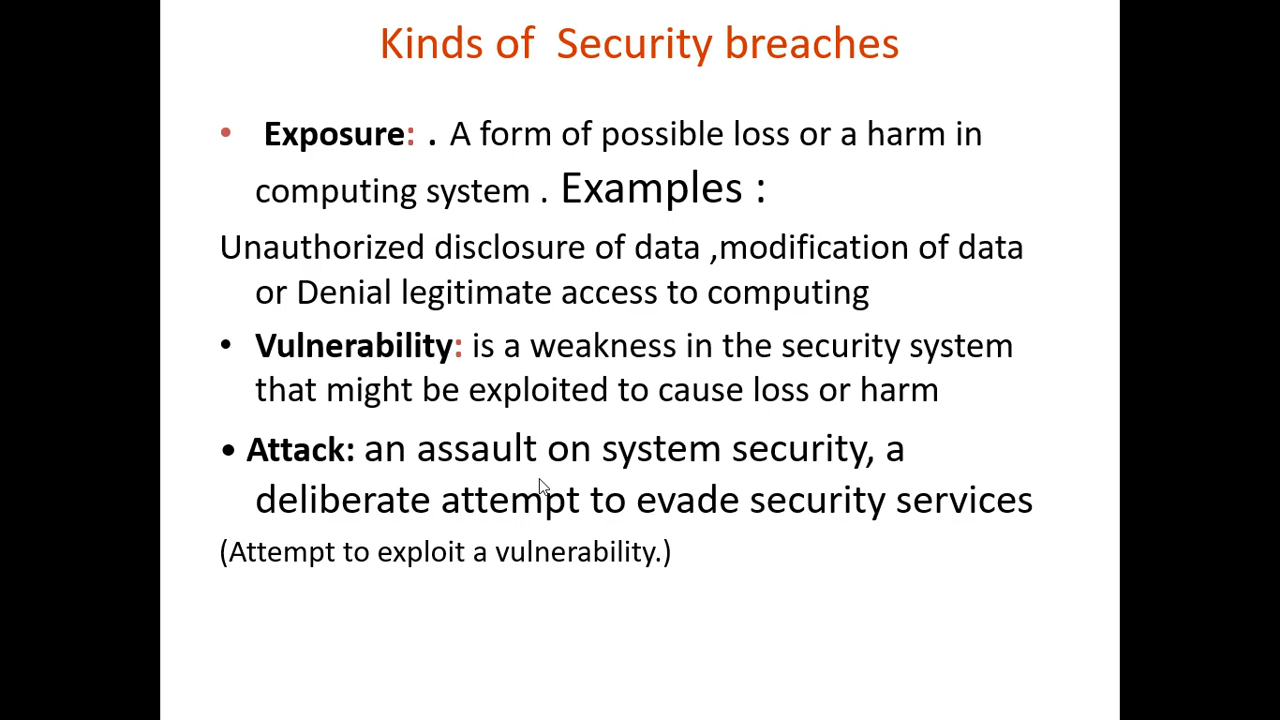 Kinds of  Security breaches
• Exposure: . A form of possible loss or a harm in
computing system . Examples :
Unauthorized disclosure of data ,modification of data
or Denial legitimate access to computing
• Vulnerability: is a weakness in the security system
that might be exploited to cause loss or harm
• Attack: an assault on system security, a
deliberate attempt to evade security services
(Attempt to exploit a vulnerability.)